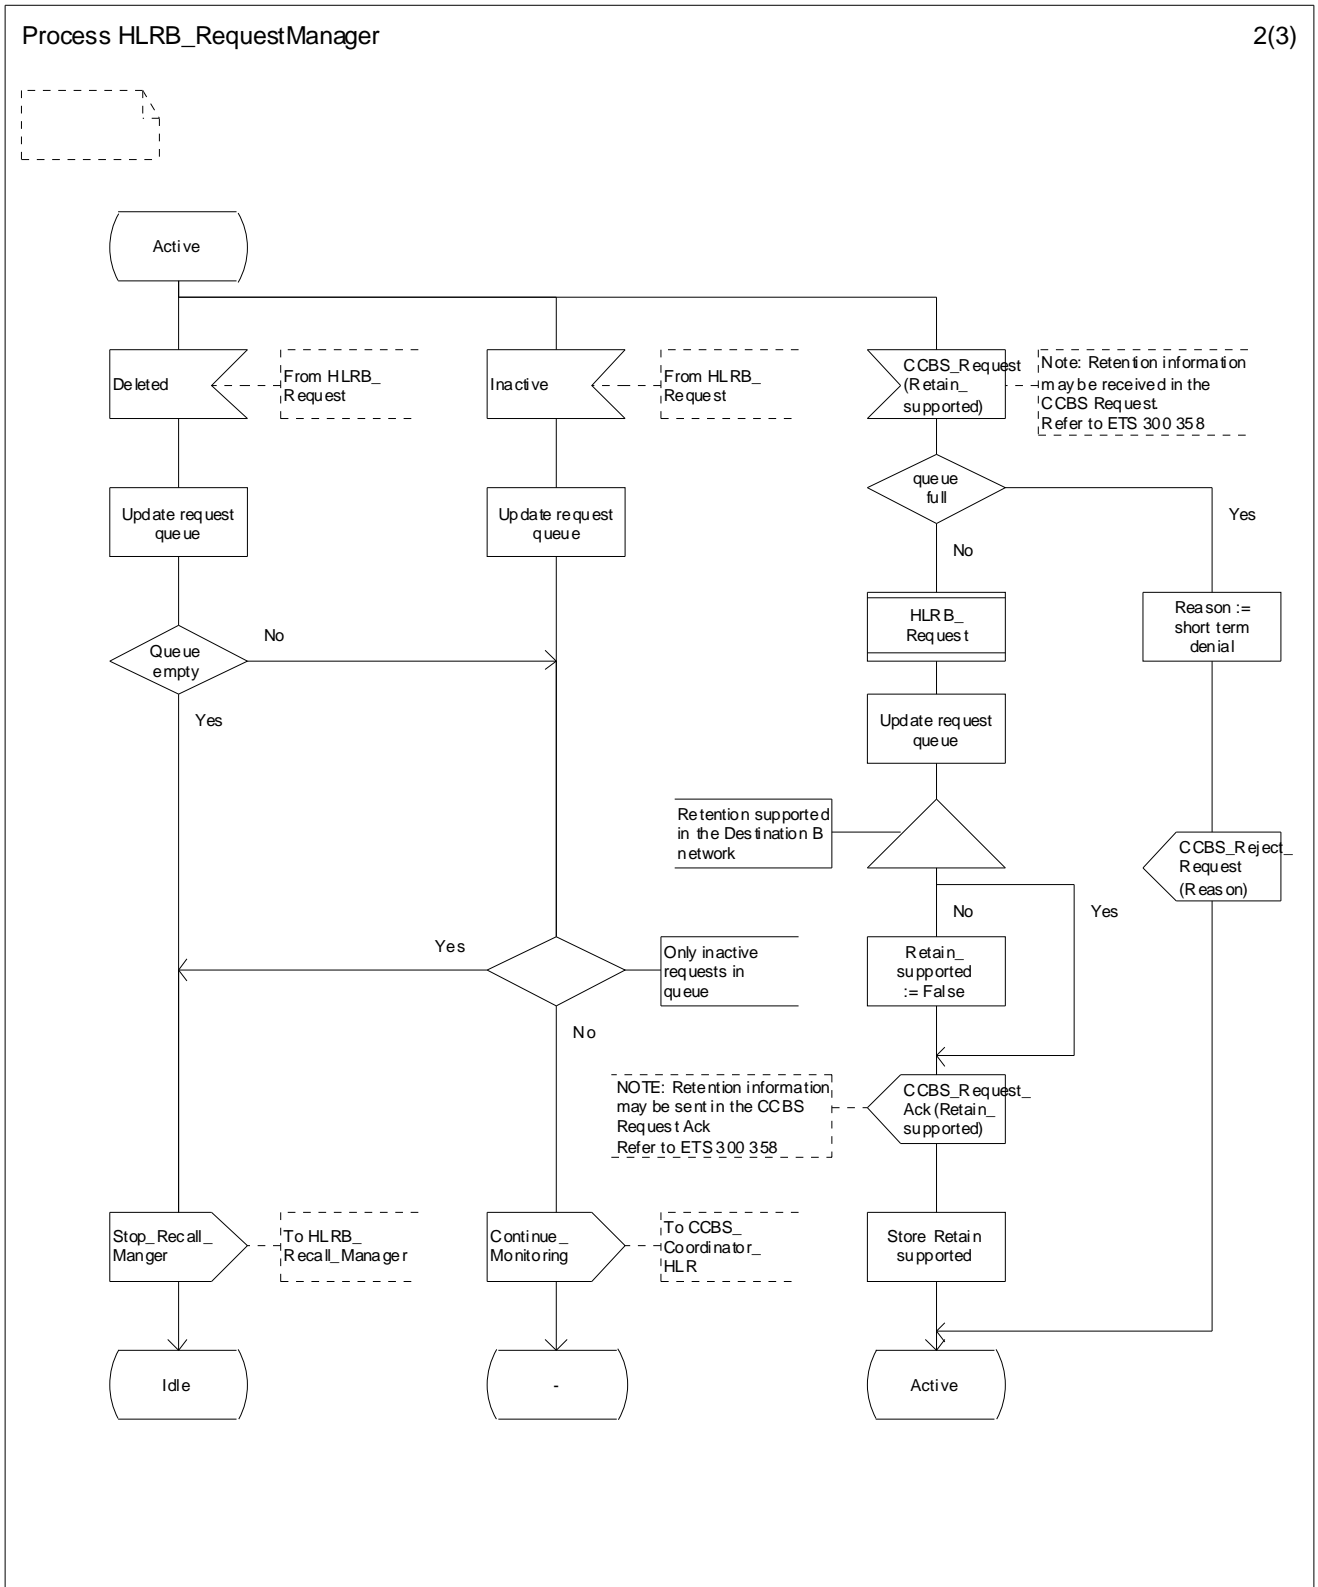 Process HLRB_RequestManager
2(3)
Active
Deleted
From HLRB_
Request
Inactive
From HLRB_
Request
CCBS_Request
(Retain_
supported)
Note: Retention information
may be received in the
CCBS Request.
Refer to ETS 300 358
queue
full
Yes
No
Update request
queue
Update request
queue
HLRB_
Request
Reason :=
short term
denial
Queue
empty
No
Yes
Update request
queue
Retention supported
in the Destination B
network
CCBS_Reject_
Request
(Reason)
No
Yes
Yes
Only inactive
requests in
queue
No
Retain_
supported
:= False
NOTE: Retention information
may be sent in the CCBS
Request Ack
Refer to ETS 300 358
CCBS_Request_
Ack (Retain_
supported)
Stop_Recall_
Manger
To HLRB_
Recall_Manager
Continue_
Monitoring
To CCBS_
Coordinator_
HLR
Store Retain
supported
Idle
-
Active